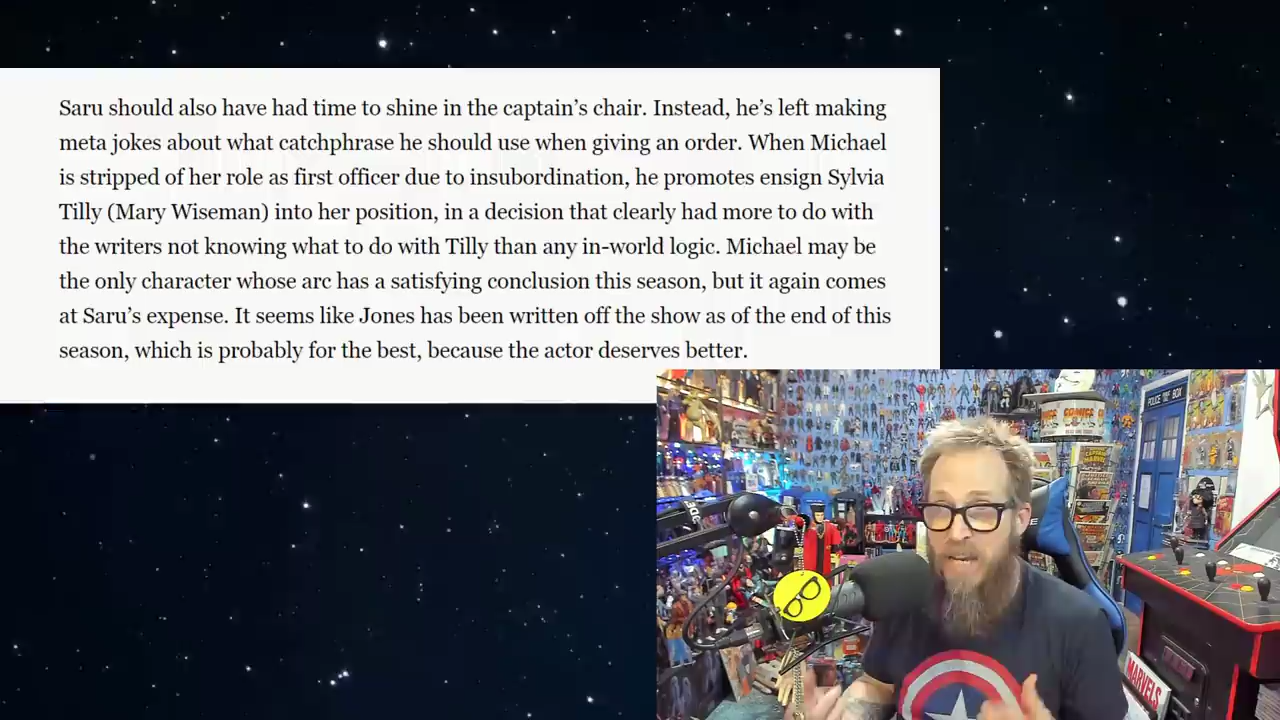 Saru should also have had time to shine in the captain’s chair. Instead, he’s left making
meta jokes about what catchphrase he should use when giving an order. When Michael
is stripped of her role as first officer due to insubordination, he promotes ensign Sylvia
Tilly (Mary Wiseman) into her position, in a decision that clearly had more to do with
the writers not knowing what to do with Tilly than any in-world logic. Michael may be
the only character whose arc has a satisfying conclusion this season, but it again comes
at Saru’s expense. It seems like Jones has been written off the show as of the end of this
season, which is probably for the best, because the actor deserves better.
POLICE BOX
COMICS
MARVELS